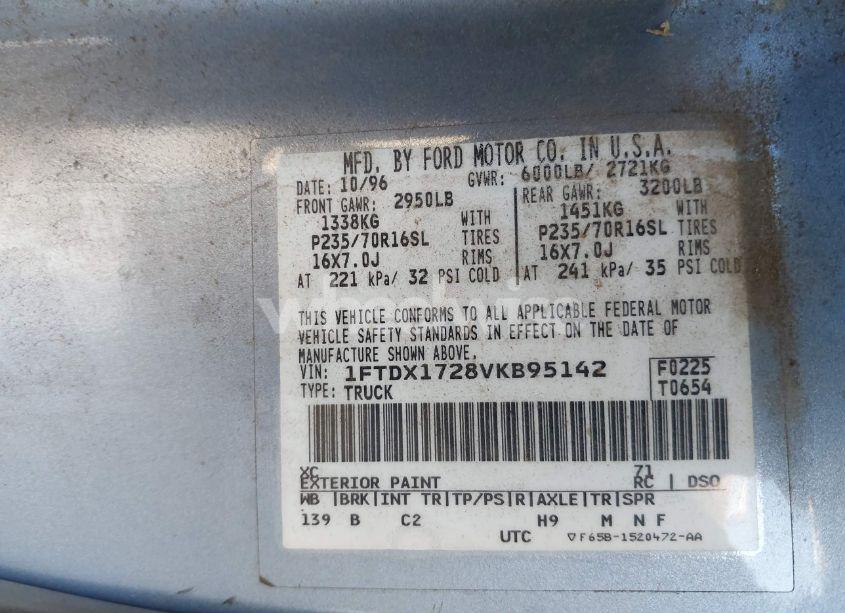 MFD. BY FORD MOTOR CO. IN U.S.A.
DATE: 10/96 GVWR: 6000LB/ 2721KG
FRONT GAWR: 2950LB REAR GAWR: 3200LB
1338KG WITH 1451KG WITH
P235/70R16SL TIRES P235/70R16SL TIRES
16X7.0J RIMS 16X7.0J RIMS
AT 221 kPa/ 32 PSI COLD AT 241 kPa/ 35 PSI COLD
THIS VEHICLE CONFORMS TO ALL APPLICABLE FEDERAL MOTOR
VEHICLE SAFETY STANDARDS IN EFFECT ON THE DATE OF
MANUFACTURE SHOWN ABOVE.
VIN: 1FTDX1728VKB95142 F0225
TYPE: TRUCK T0654
XC 71
EXTERIOR PAINT RC | DSO
WB |BRK|INT TR|TP/PS|R|AXLE|TR|SPR
139 B C2 H9 M N F
UTC ▽F65B-1520472-AA